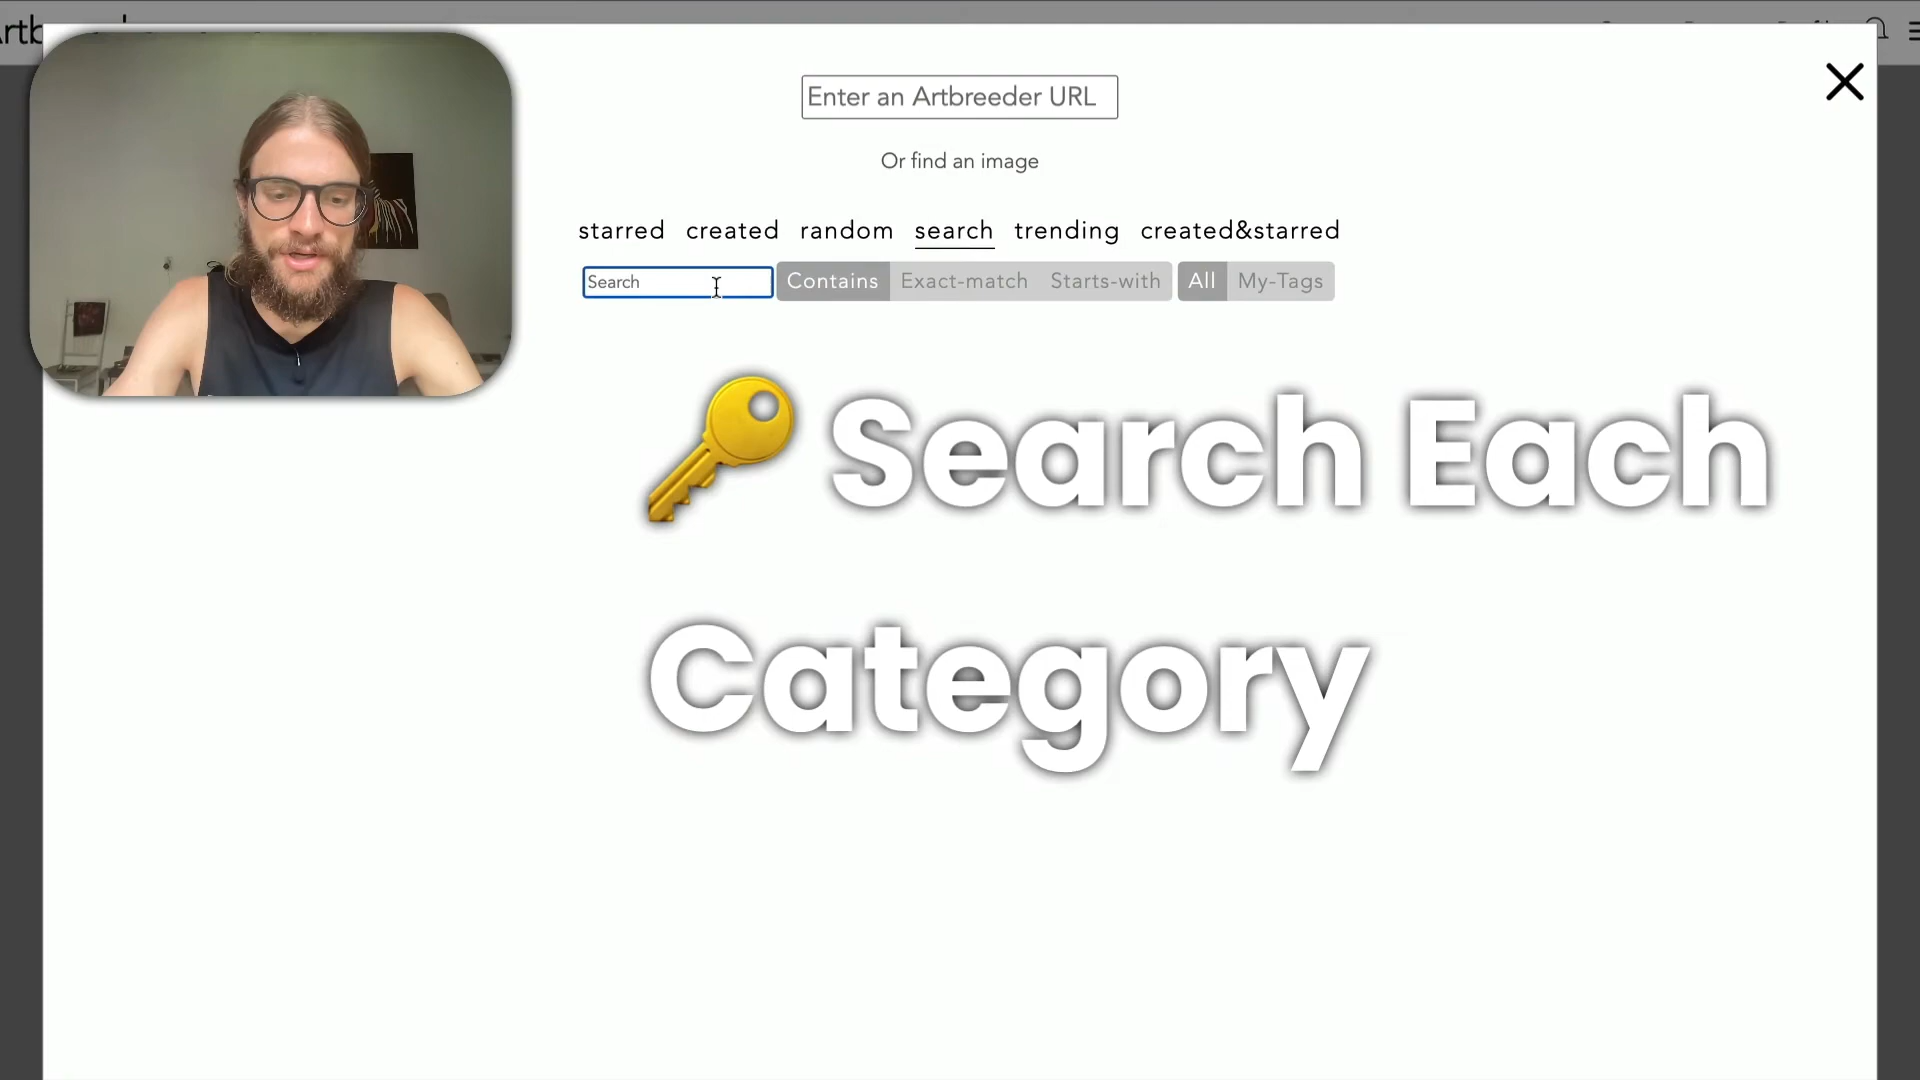 Enter an Artbreeder URL
Or find an image
starred created random search trending created&starred
Search Contains Exact-match Starts-with All My-Tags
🔑 Search Each
Category